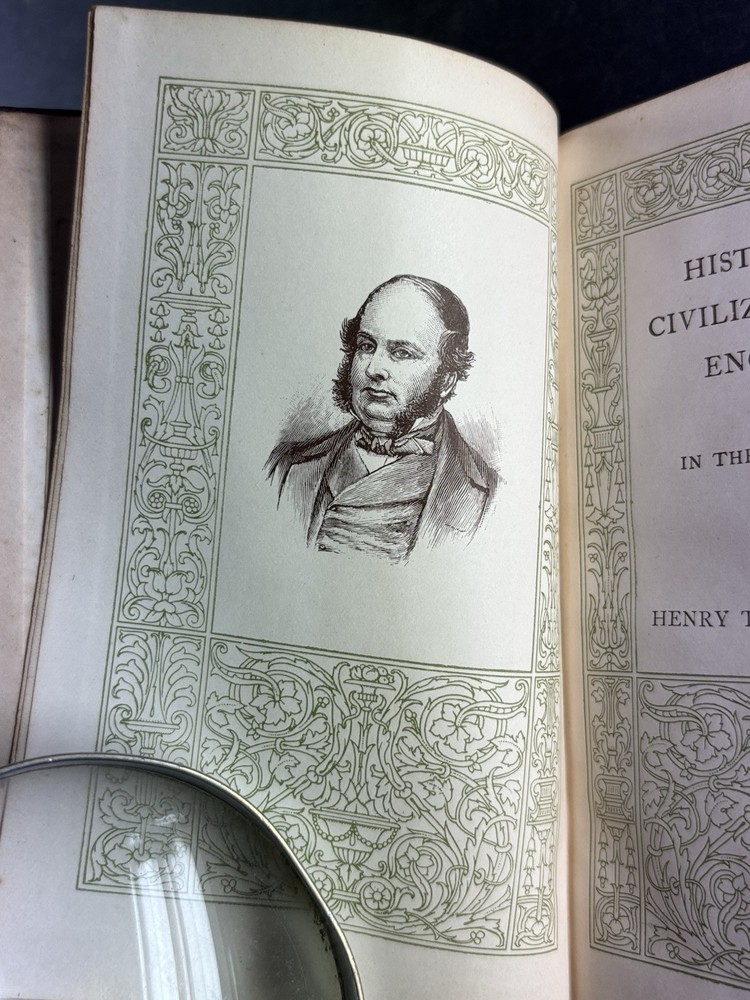 HIST
CIVILIZ
ENG
IN THE
HENRY T